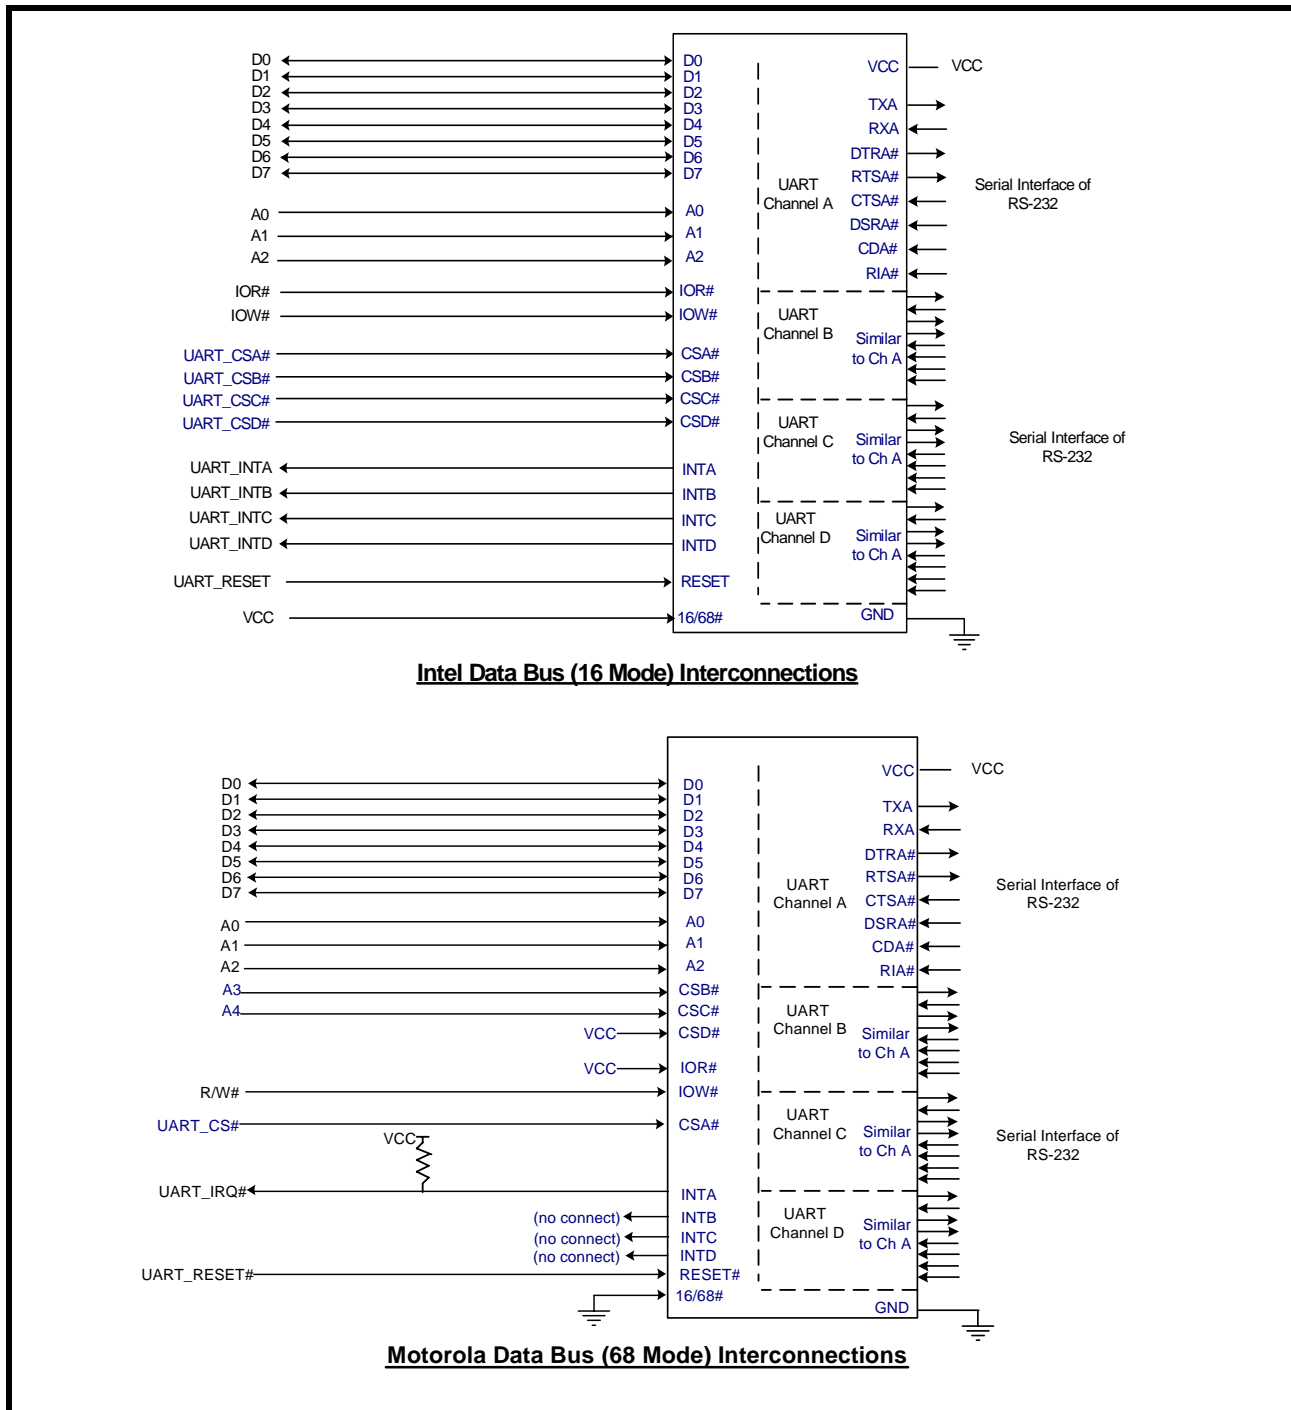 D0
D1
D2
D3
D4
D5
D6
D7
A0
A1
A2
IOR#
IOW#
UART_CSA#
UART_CSB#
UART_CSC#
UART_CSD#
UART_INTA
UART_INTB
UART_INTC
UART_INTD
UART_RESET
VCC
D0
D1
D2
D3
D4
D5
D6
D7
A0
A1
A2
IOR#
IOW#
CSA#
CSB#
CSC#
CSD#
INTA
INTB
INTC
INTD
RESET
16/68#
UART
Channel A
UART
Channel B
UART
Channel C
UART
Channel D
VCC
TXA
RXA
DTRA#
RTSA#
CTSA#
DSRA#
CDA#
RIA#
Similar
to Ch A
Similar
to Ch A
Similar
to Ch A
GND
VCC
Serial Interface of
RS-232
Serial Interface of
RS-232
Intel Data Bus (16 Mode) Interconnections
D0
D1
D2
D3
D4
D5
D6
D7
A0
A1
A2
A3
A4
VCC
VCC
R/W#
UART_CS#
VCC
UART_IRQ#
(no connect)
(no connect)
(no connect)
UART_RESET#
D0
D1
D2
D3
D4
D5
D6
D7
A0
A1
A2
CSB#
CSC#
CSD#
IOR#
IOW#
CSA#
INTA
INTB
INTC
INTD
RESET#
16/68#
UART
Channel A
UART
Channel B
UART
Channel C
UART
Channel D
VCC
TXA
RXA
DTRA#
RTSA#
CTSA#
DSRA#
CDA#
RIA#
Similar
to Ch A
Similar
to Ch A
Similar
to Ch A
GND
VCC
Serial Interface of
RS-232
Serial Interface of
RS-232
Motorola Data Bus (68 Mode) Interconnections